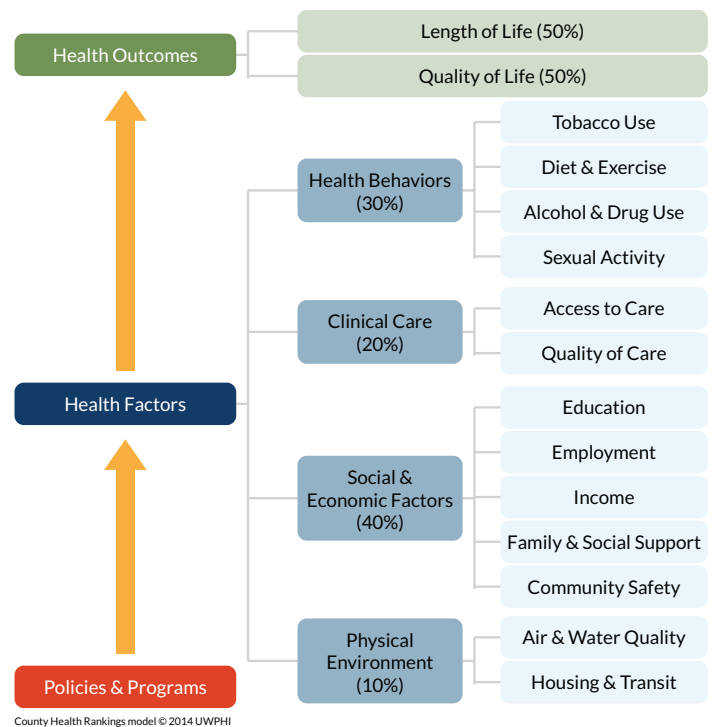 Health Outcomes
Length of Life (50%)
Quality of Life (50%)
Health Behaviors
(30%)
Tobacco Use
Diet & Exercise
Alcohol & Drug Use
Sexual Activity
Clinical Care
(20%)
Access to Care
Quality of Care
Health Factors
Social &
Economic Factors
(40%)
Education
Employment
Income
Family & Social Support
Community Safety
Physical
Environment
(10%)
Air & Water Quality
Housing & Transit
Policies & Programs
County Health Rankings model © 2014 UWPHI